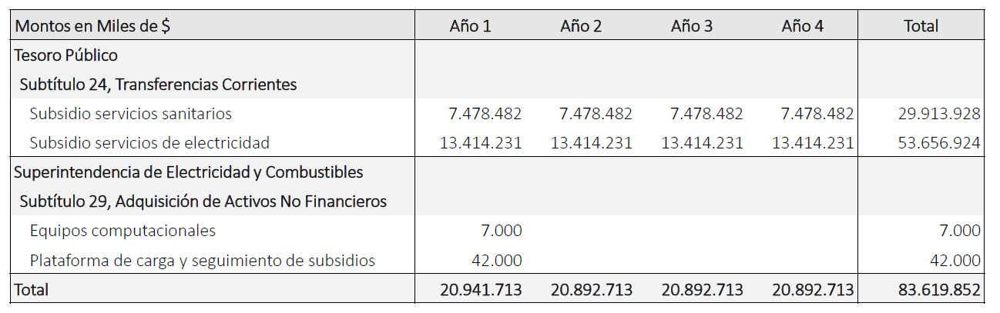 Montos en Miles de $ Año 1 Año 2 Año 3 Año 4 Total
Tesoro Público
Subtítulo 24, Transferencias Corrientes
Subsidio servicios sanitarios 7.478.482 7.478.482 7.478.482 7.478.482 29.913.928
Subsidio servicios de electricidad 13.414.231 13.414.231 13.414.231 13.414.231 53.656.924
Superintendencia de Electricidad y Combustibles
Subtítulo 29, Adquisición de Activos No Financieros
Equipos computacionales 7.000 7.000
Plataforma de carga y seguimiento de subsidios 42.000 42.000
Total 20.941.713 20.892.713 20.892.713 20.892.713 83.619.852